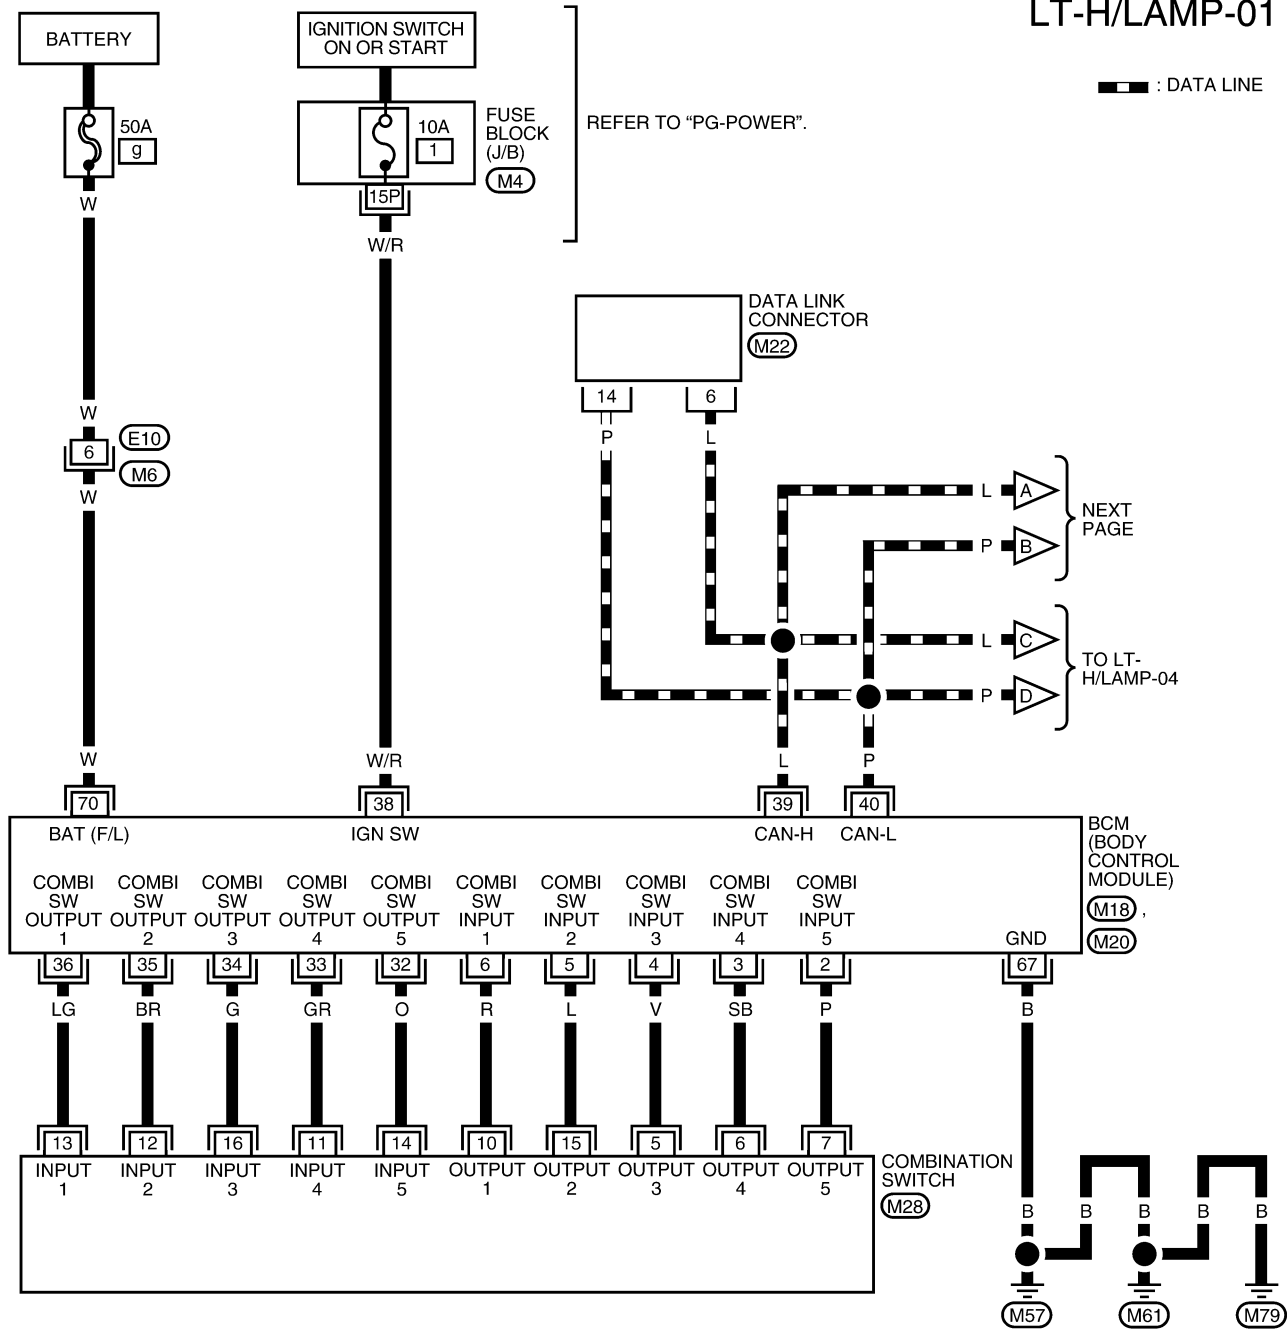 LT-H/LAMP-01
BATTERY
IGNITION SWITCH
ON OR START
: DATA LINE
50A
g
10A
1
FUSE
BLOCK
(J/B)
M4
REFER TO “PG-POWER”.
15P
W
W/R
DATA LINK
CONNECTOR
M22
14
6
W
P
L
E10
6
M6
W
L
A
P
B
NEXT
PAGE
L
C
P
D
TO LT-
H/LAMP-04
W
W/R
L
P
70
38
39
40
BAT (F/L)
IGN SW
CAN-H
CAN-L
BCM
(BODY
CONTROL
MODULE)
M18 ,
M20
COMBI COMBI COMBI COMBI COMBI COMBI COMBI COMBI COMBI COMBI
SW SW SW SW SW SW SW SW SW SW
OUTPUT OUTPUT OUTPUT OUTPUT OUTPUT INPUT INPUT INPUT INPUT INPUT
1 2 3 4 5 1 2 3 4 5 GND
36 35 34 33 32 6 5 4 3 2 67
LG BR G GR O R L V SB P B
13 12 16 11 14 10 15 5 6 7
INPUT INPUT INPUT INPUT INPUT OUTPUT OUTPUT OUTPUT OUTPUT OUTPUT
1 2 3 4 5 1 2 3 4 5
COMBINATION
SWITCH
M28
B B B B B
M57 M61 M79